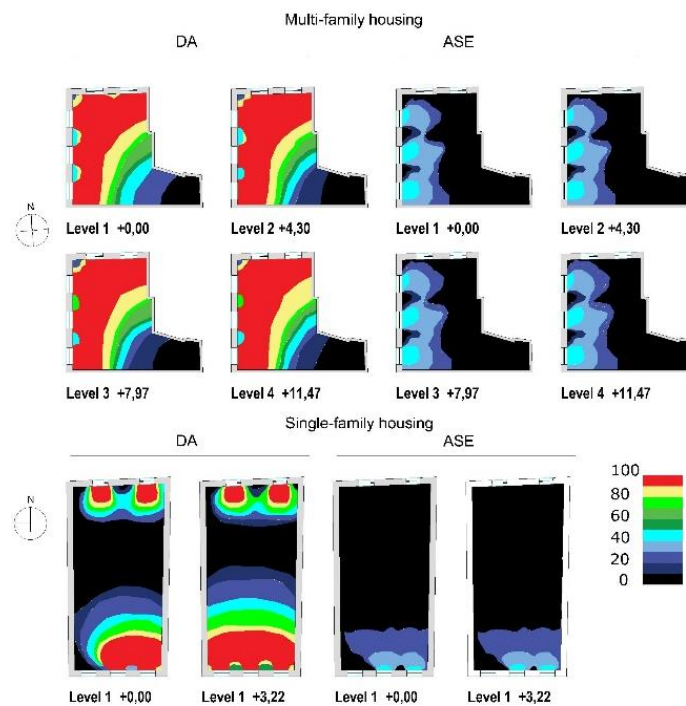 Multi-family housing
DA ASE
Level 1 +0,00 Level 2 +4,30 Level 1 +0,00 Level 2 +4,30
N
Level 3 +7,97 Level 4 +11,47 Level 3 +7,97 Level 4 +11,47
Single-family housing
DA ASE
N
100
80
60
40
20
0
Level 1 +0,00 Level 1 +3,22 Level 1 +0,00 Level 1 +3,22